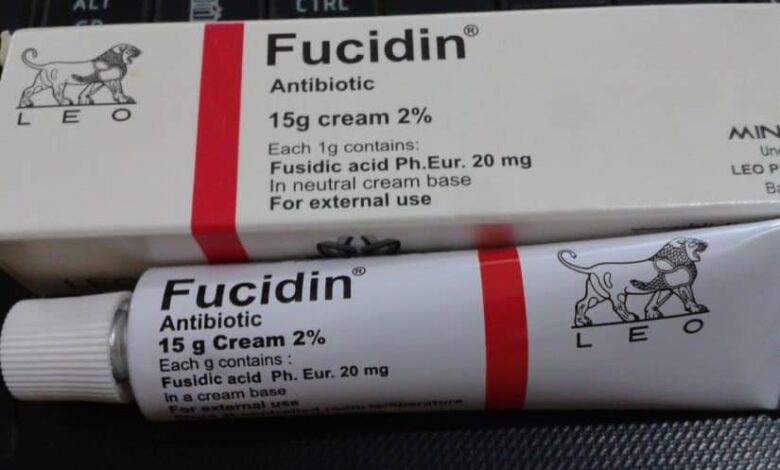 ALT
CTRL
LEO
Fucidin®
Antibiotic
15g cream 2%
Each 1g contains:
Fusidic acid Ph.Eur. 20 mg
In neutral cream base
For external use
MIN
LEO P
Fucidin®
Antibiotic
15 g Cream 2%
Each g contains :
Fusidic acid Ph. Eur. 20 mg
in a cream base
For external use
room temperature
LEO